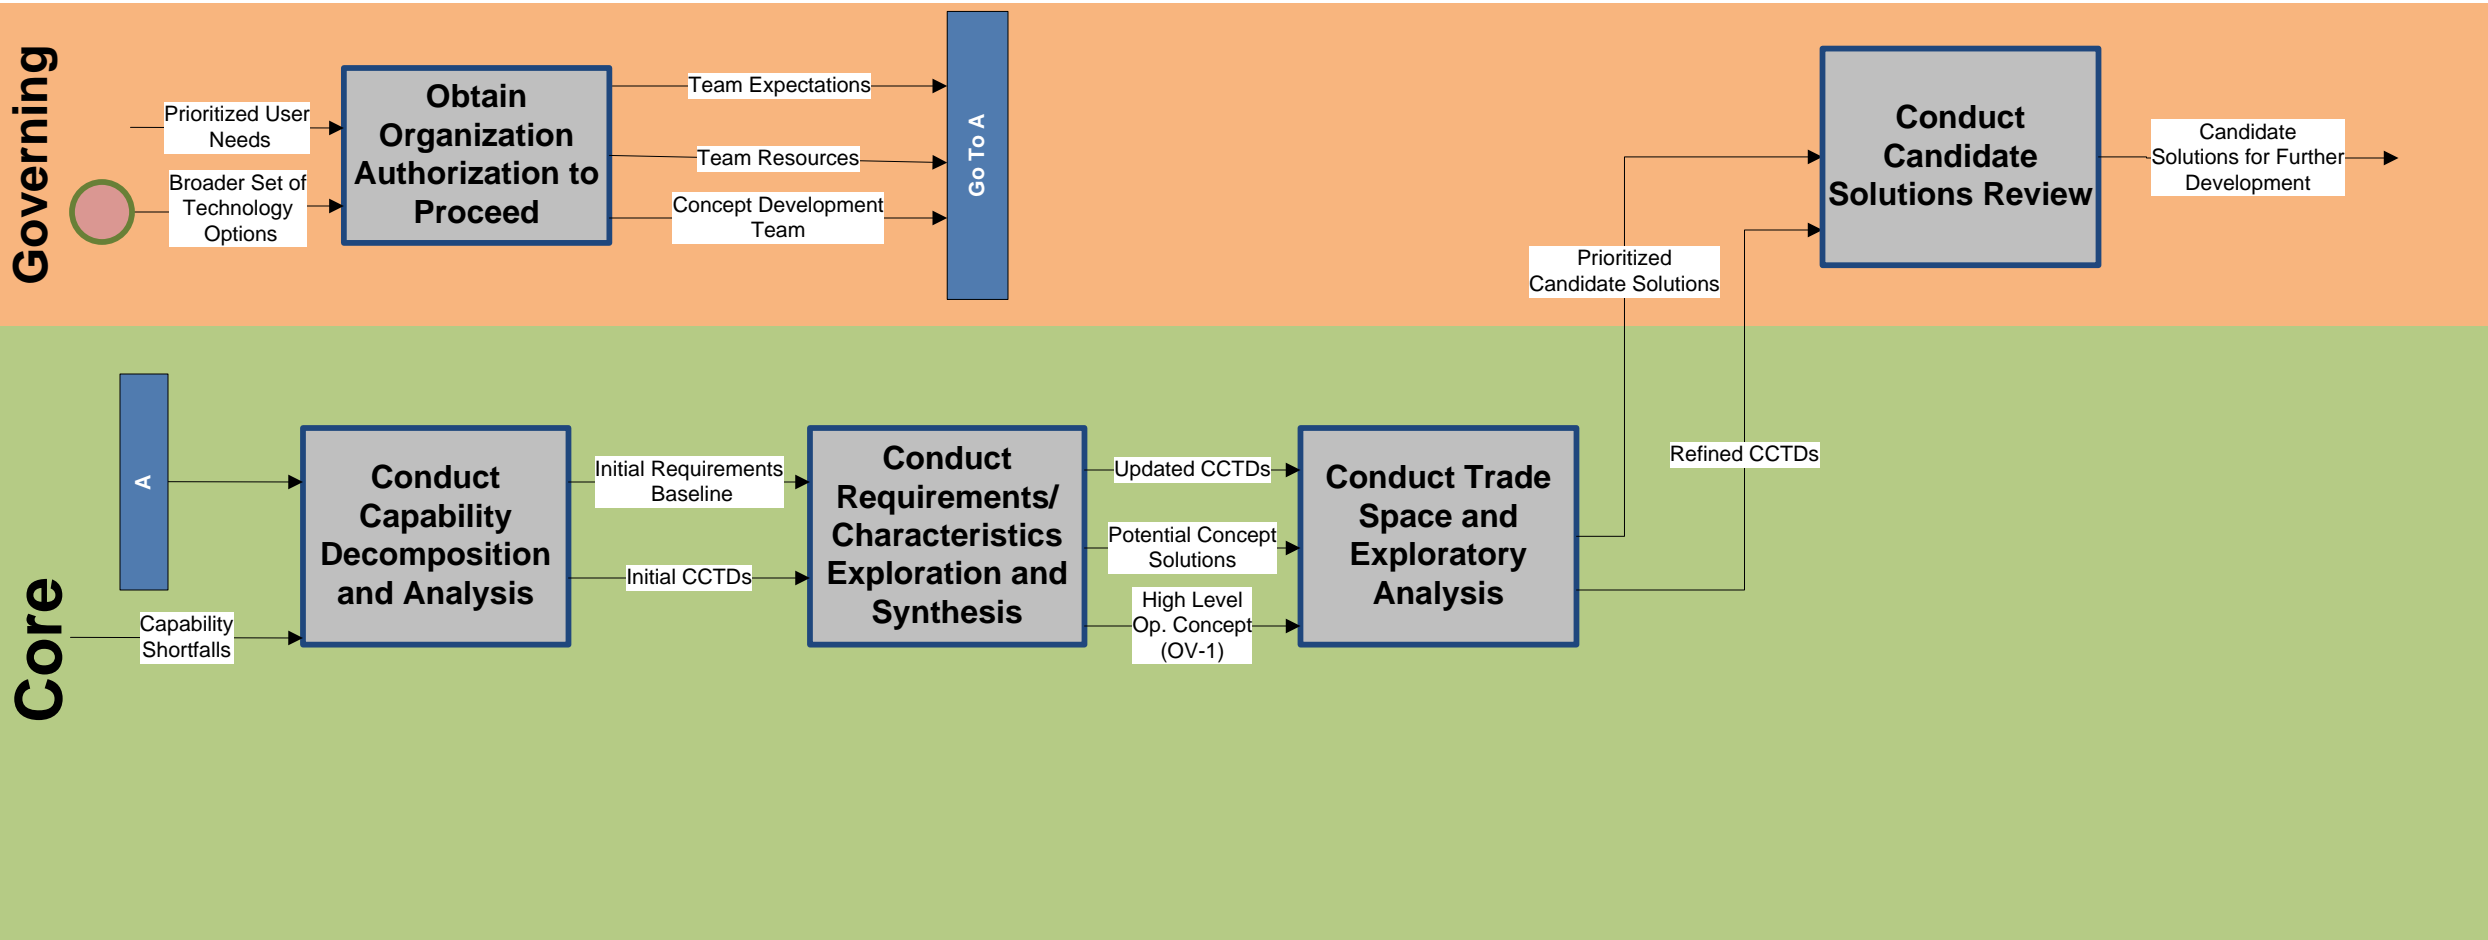 Governing
Prioritized User
Needs
Broader Set of
Technology
Options
Obtain
Organization
Authorization to
Proceed
Team Expectations
Team Resources
Concept Development
Team
Go To A
Prioritized
Candidate Solutions
Conduct
Candidate
Solutions Review
Candidate
Solutions for Further
Development
Core
A
Capability
Shortfalls
Conduct
Capability
Decomposition
and Analysis
Initial Requirements
Baseline
Initial CCTDs
Conduct
Requirements/
Characteristics
Exploration and
Synthesis
Updated CCTDs
Potential Concept
Solutions
High Level
Op. Concept
(OV-1)
Conduct Trade
Space and
Exploratory
Analysis
Refined CCTDs